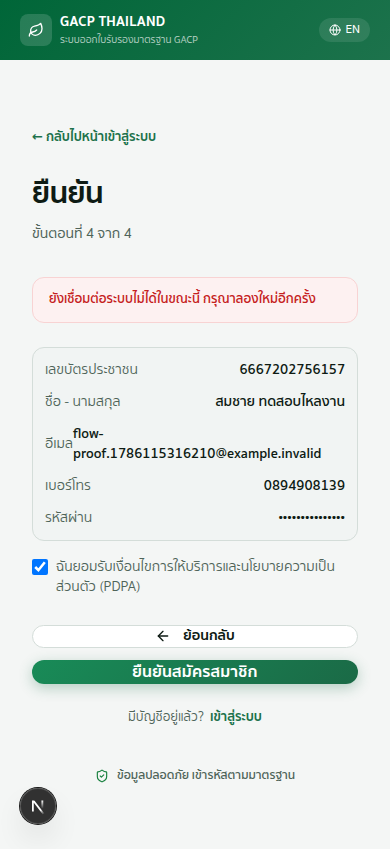 GACP THAILAND
ระบบออกใบรับรองมาตรฐาน GACP
EN
← กลับไปหน้าเข้าสู่ระบบ
ยืนยัน
ขั้นตอนที่ 4 จาก 4
ยังเชื่อมต่อระบบไม่ได้ในขณะนี้ กรุณาลองใหม่อีกครั้ง
เลขบัตรประชาชน 6667202756157
ชื่อ - นามสกุล สมชาย ทดสอบไหลงาน
อีเมล flow-
proof.1786115316210@example.invalid
เบอร์โทร 0894908139
รหัสผ่าน •••••••••••••••
ฉันยอมรับเงื่อนไขการให้บริการและนโยบายความเป็น
ส่วนตัว (PDPA)
← ย้อนกลับ
ยืนยันสมัครสมาชิก
มีบัญชีอยู่แล้ว? เข้าสู่ระบบ
ข้อมูลปลอดภัย เข้ารหัสตามมาตรฐาน
N